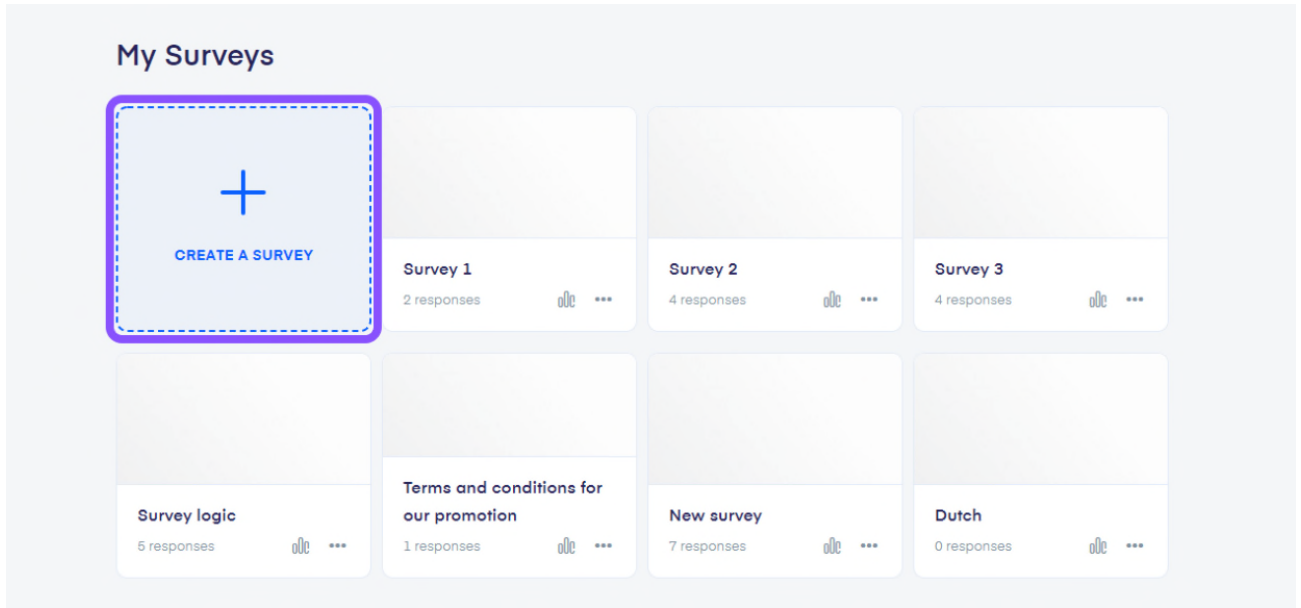 My Surveys
CREATE A SURVEY
Survey 1
2 responses
Survey 2
4 responses
Survey 3
4 responses
Survey logic
5 responses
Terms and conditions for
our promotion
1 responses
New survey
7 responses
Dutch
0 responses